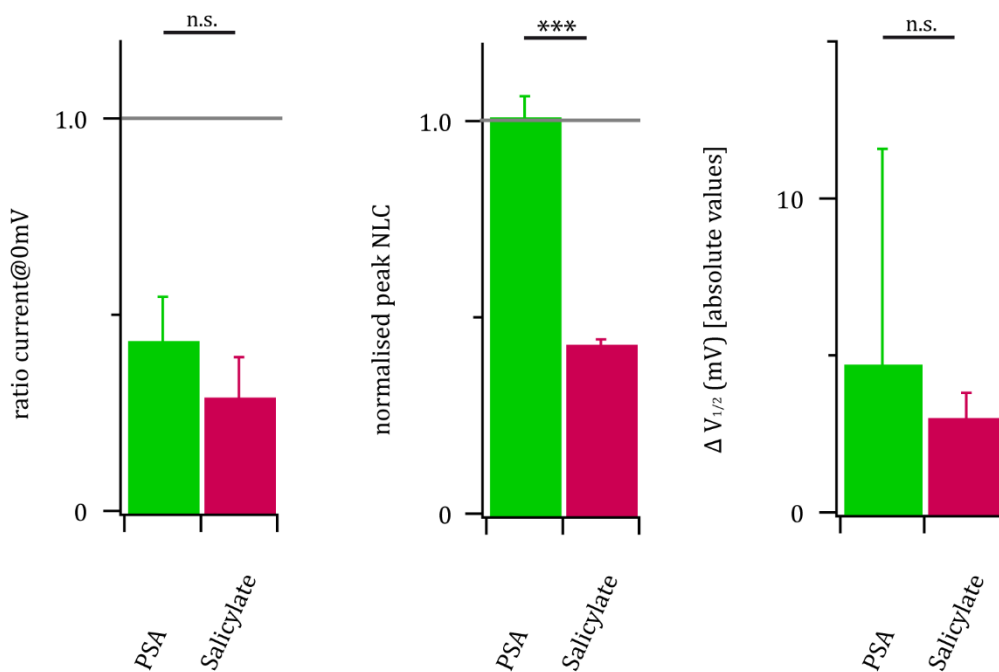 n.s.
1.0
0
ratio current@0mV
PSA
Salicylate
***
1.0
0
normalised peak NLC
PSA
Salicylate
n.s.
10
0
Δ V1/2 (mV) [absolute values]
PSA
Salicylate